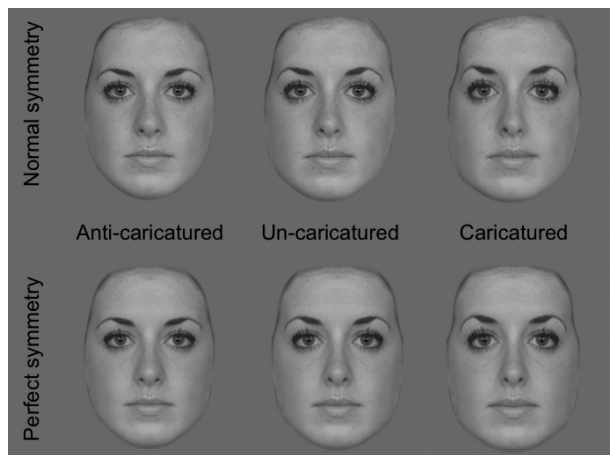 Normal symmetry
Anti-caricatured Un-caricatured Caricatured
Perfect symmetry